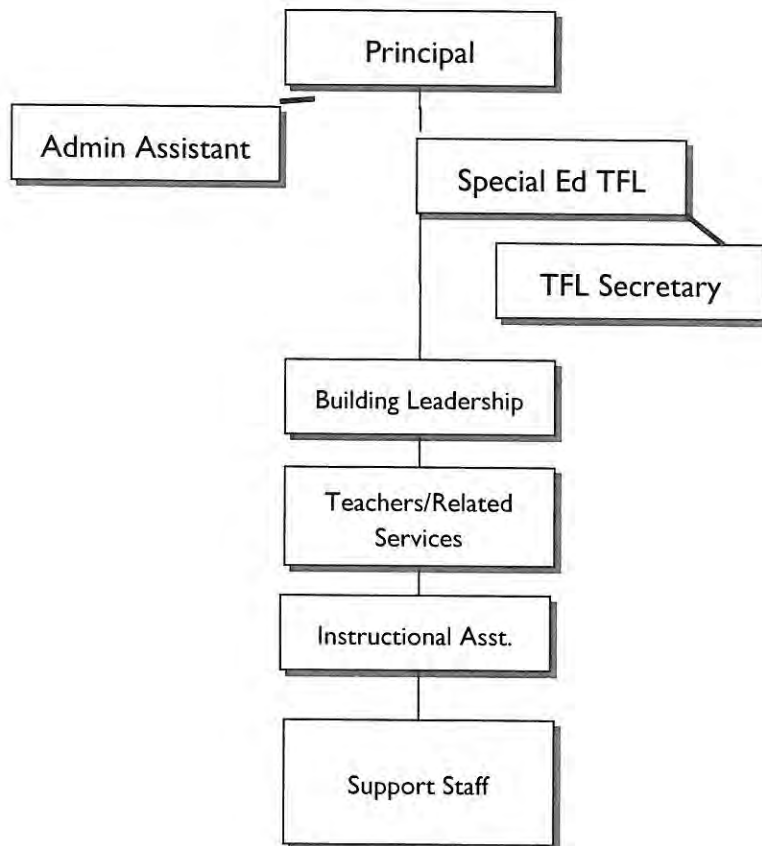 Principal
Admin Assistant
Special Ed TFL
TFL Secretary
Building Leadership
Teachers/Related
Services
Instructional Asst.
Support Staff